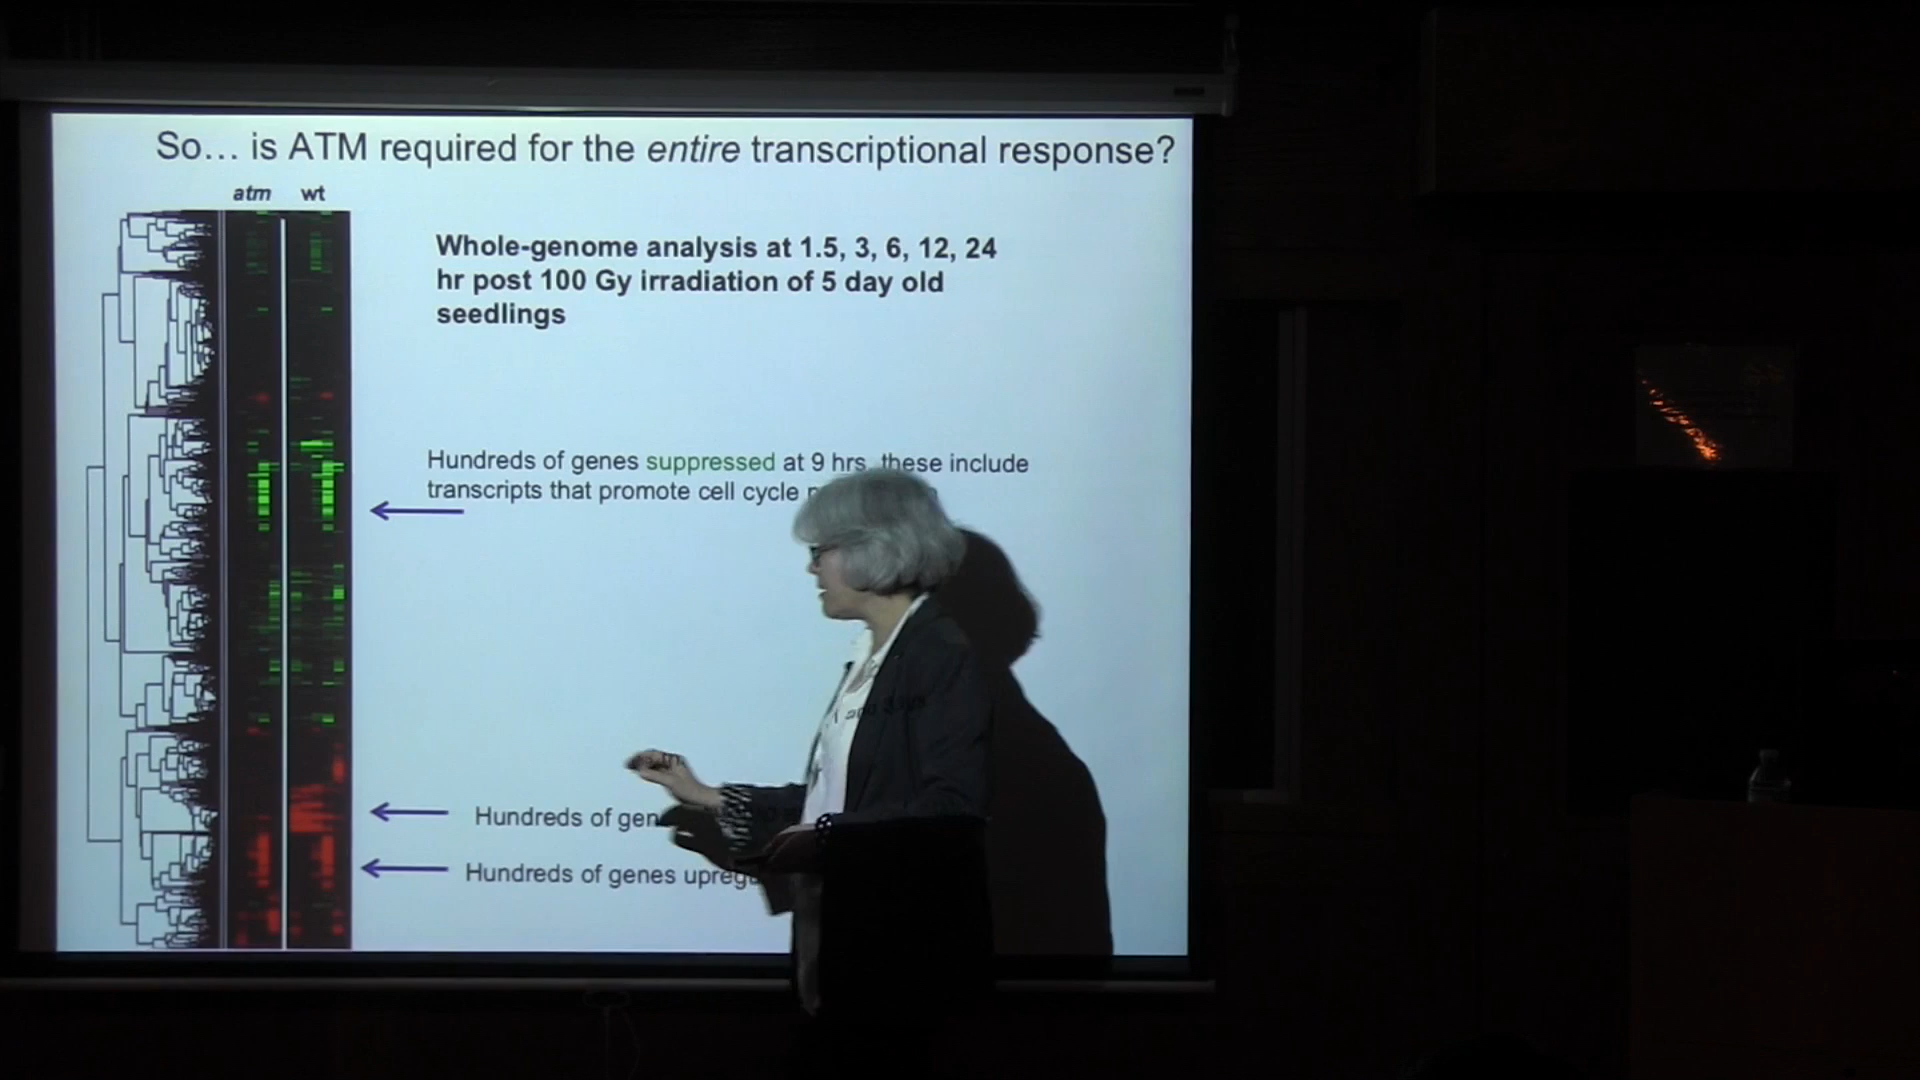 So… is ATM required for the entire transcriptional response?
atm wt
Whole-genome analysis at 1.5, 3, 6, 12, 24
hr post 100 Gy irradiation of 5 day old
seedlings
Hundreds of genes suppressed at 9 hrs, these include
transcripts that promote cell cycle
Hundreds of
Hundreds of genes